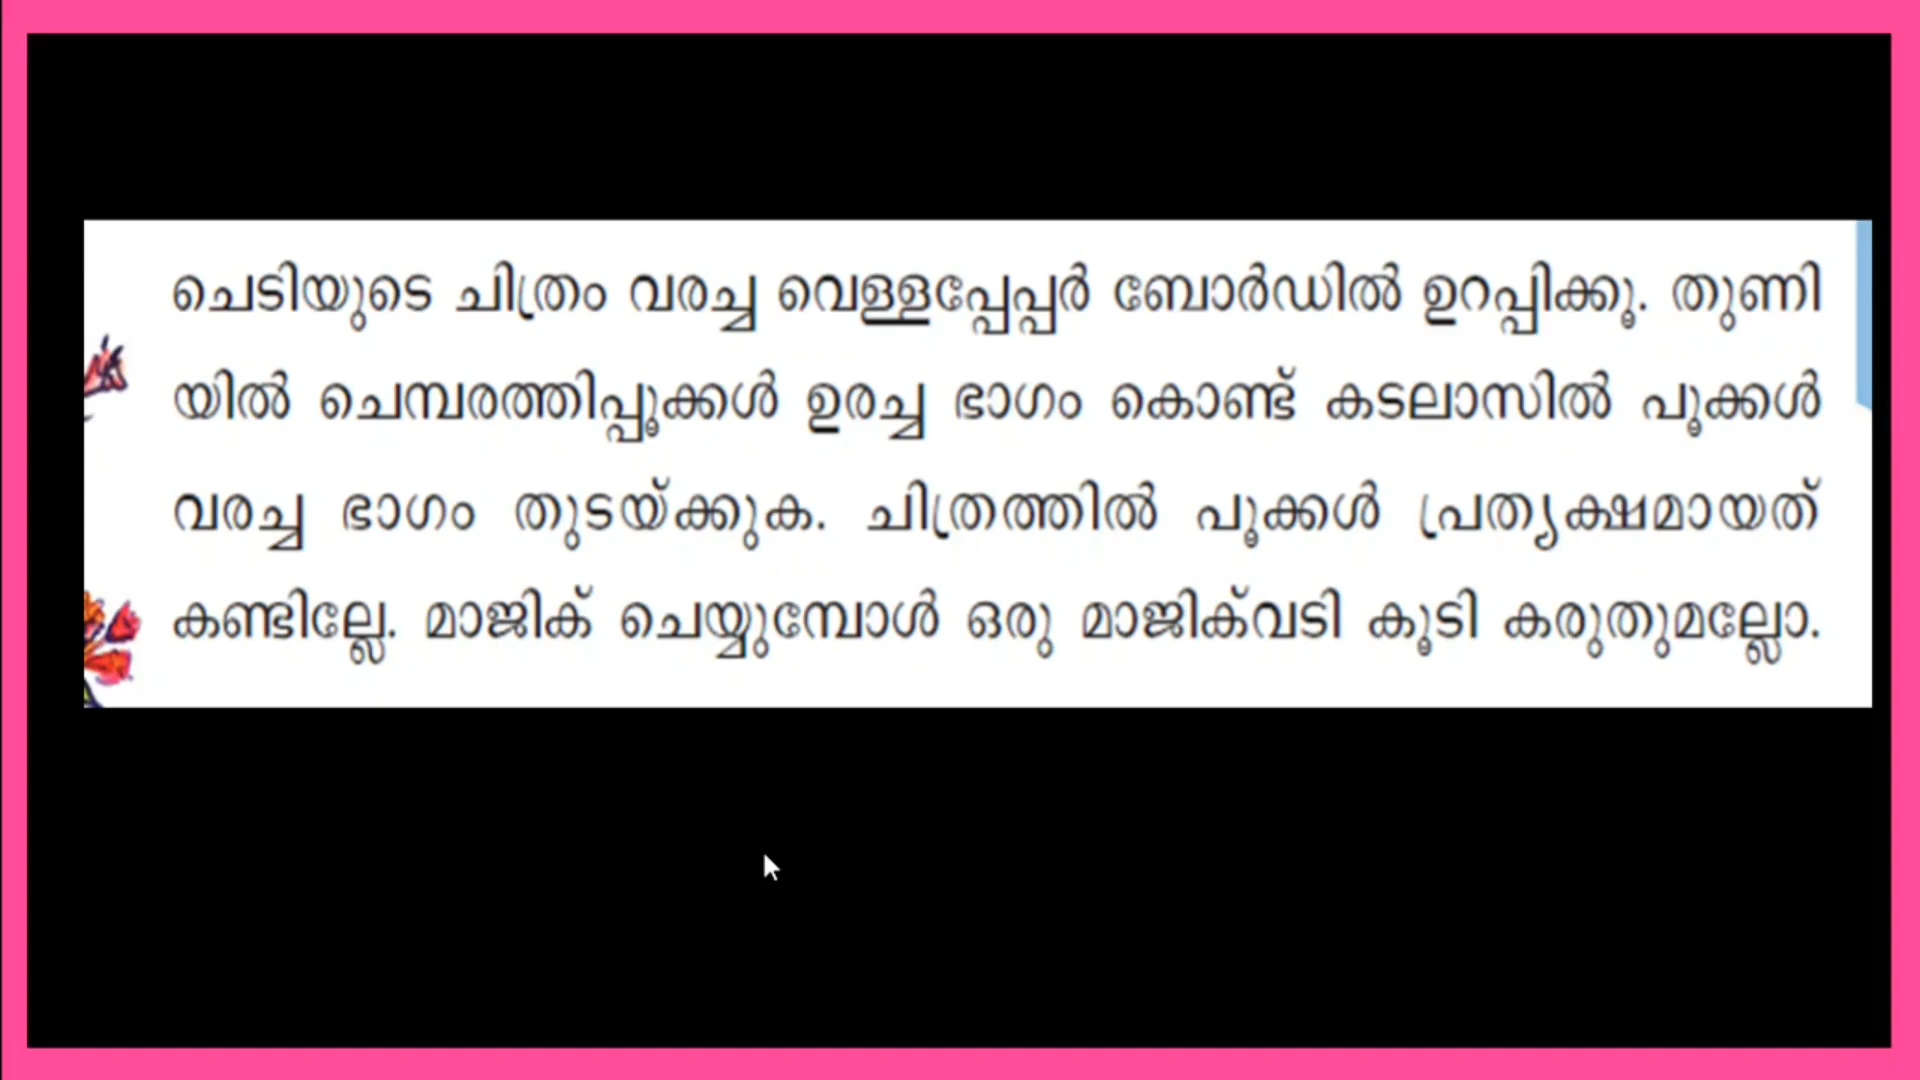 ചെടിയുടെ ചിത്രം വരച്ച വെള്ളപ്പേപ്പർ ബോർഡിൽ ഉറപ്പിക്കൂ. തുണി
യിൽ ചെമ്പരത്തിപ്പൂക്കൾ ഉരച്ച ഭാഗം കൊണ്ട് കടലാസിൽ പൂക്കൾ
വരച്ച ഭാഗം തുടയ്ക്കുക. ചിത്രത്തിൽ പൂക്കൾ പ്രത്യക്ഷമായത്
കണ്ടില്ലേ. മാജിക് ചെയ്യുമ്പോൾ ഒരു മാജിക്‌വടി കൂടി കരുതുമല്ലോ.